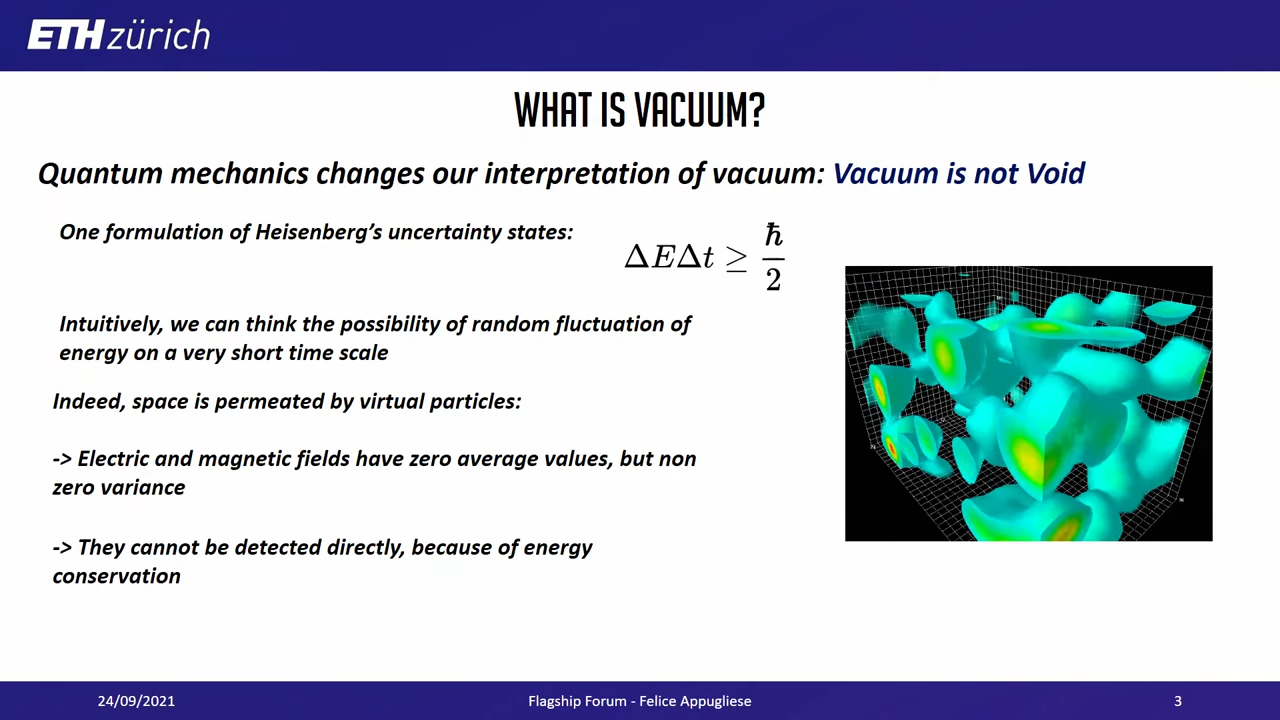 ETH zürich
WHAT IS VACUUM?
Quantum mechanics changes our interpretation of vacuum: Vacuum is not Void
One formulation of Heisenberg’s uncertainty states:
ΔEΔt ≥ ℏ/2
Intuitively, we can think the possibility of random fluctuation of
energy on a very short time scale
Indeed, space is permeated by virtual particles:
-> Electric and magnetic fields have zero average values, but non
zero variance
-> They cannot be detected directly, because of energy
conservation
24/09/2021
Flagship Forum - Felice Appugliese
3